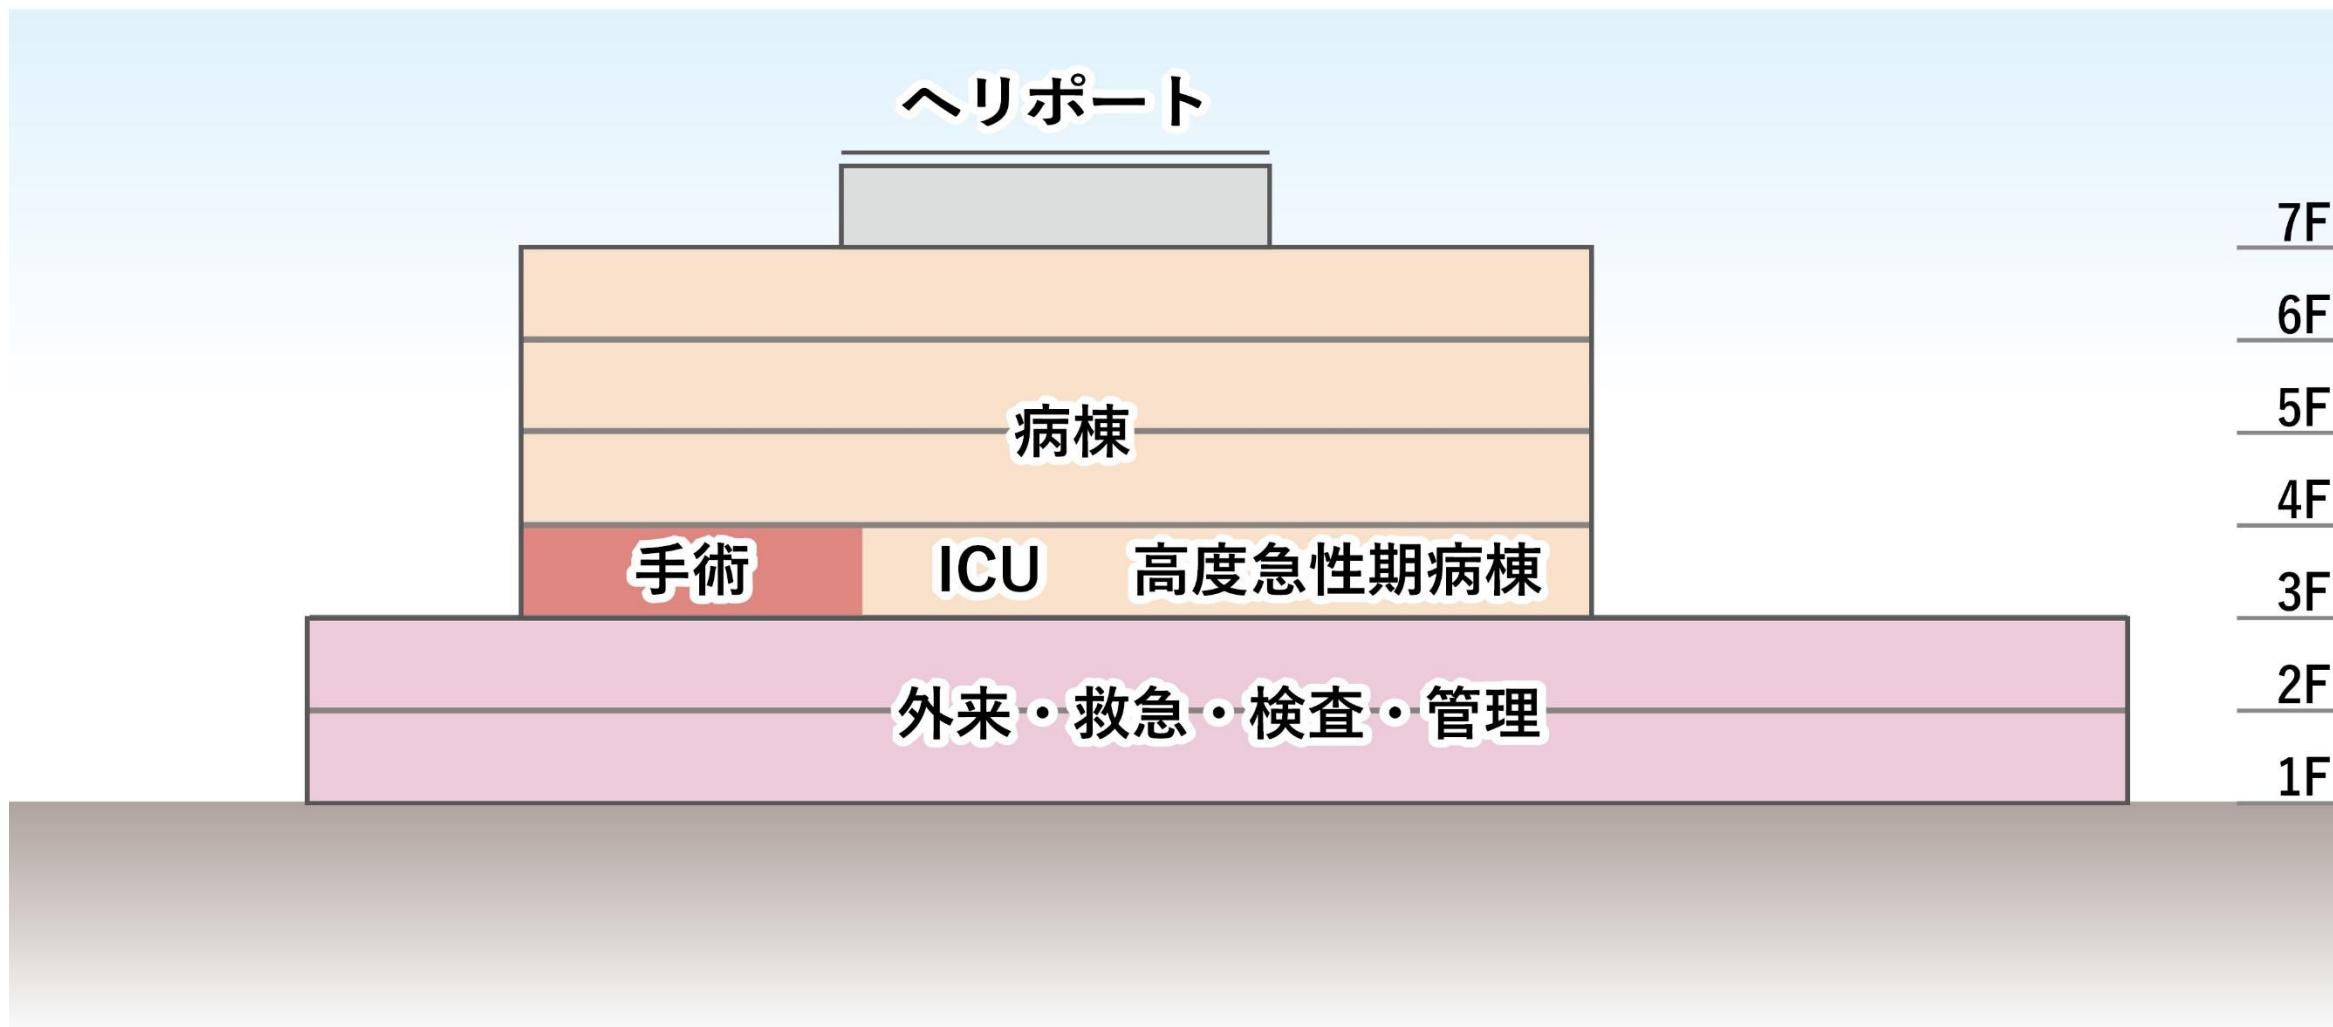 ヘリポート
7F
6F
5F
病棟
4F
手術 ICU 高度急性期病棟
3F
2F
外来・救急・検査・管理
1F